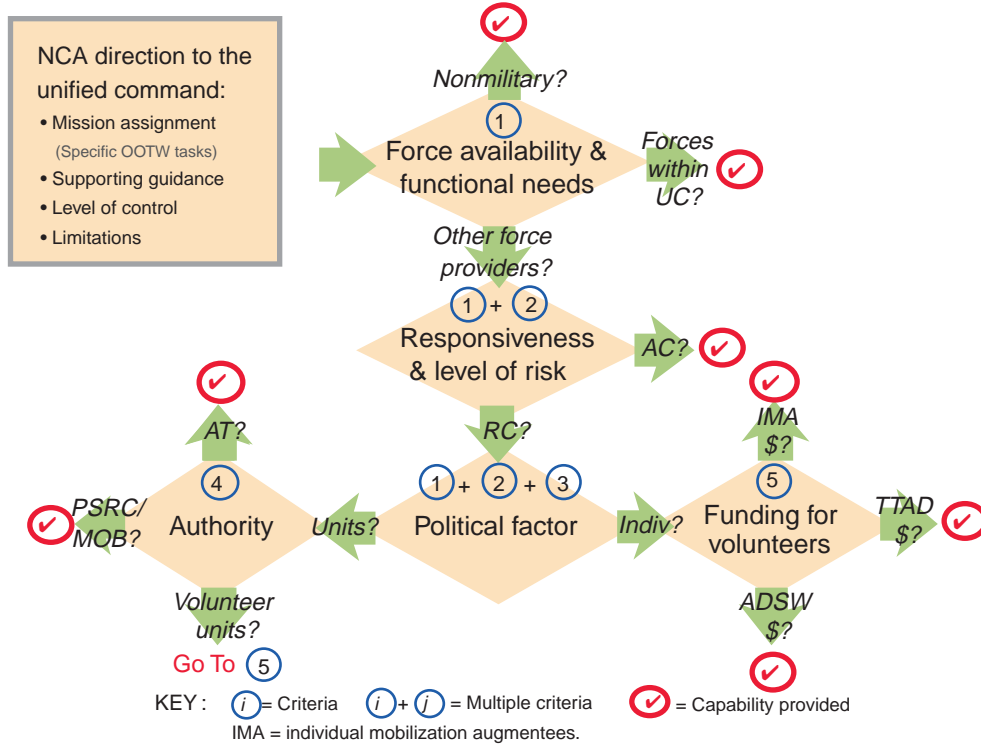 NCA direction to the
unified command:
• Mission assignment
(Specific OOTW tasks)
• Supporting guidance
• Level of control
• Limitations
Nonmilitary?
1
Force availability &
functional needs
Forces
within
UC?
Other force
providers?
1 + 2
Responsiveness
& level of risk
AC?
RC?
1 + 2 + 3
Political factor
Units?
Indiv?
AT?
4
Authority
PSRC/
MOB?
Volunteer
units?
Go To 5
IMA
$?
5
Funding for
volunteers
TTAD
$?
ADSW
$?
KEY : i = Criteria i + j = Multiple criteria ✓ = Capability provided
IMA = individual mobilization augmentees.